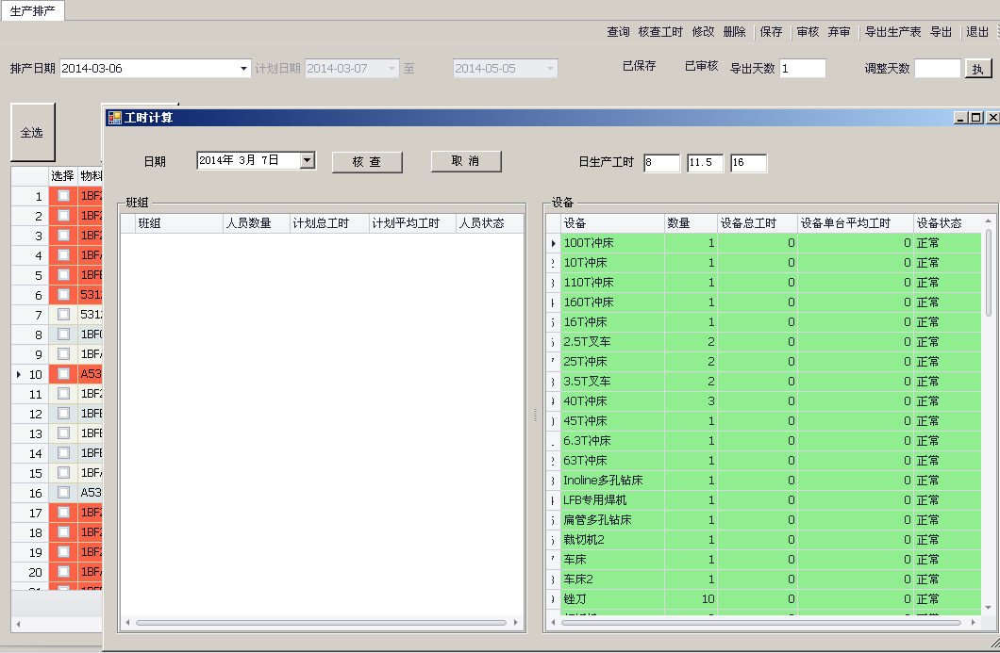 生产排产
查询 核查工时 修改 删除 保存 审核 弃审 导出生产表 导出 退出
排产日期 2014-03-06 计划日期 2014-03-07 至 2014-05-05 已保存 已审核 导出天数 1 调整天数 执
全选
工时计算
日期 2014年 3月 7日 核 查 取 消 日生产工时 8 11.5 16
选择 物料
1 1BF2
2 1BF2
3 1BF2
4 1BFA
5 1BFE
6 531
7 531
8 1BF0
9 1BFA
10 A53
11 1BF2
12 1BFE
13 1BFE
14 1BFE
15 1BFA
16 A53
17 1BF2
18 1BF2
19 1BF2
20 1BFA
班组
班组 人员数量 计划总工时 计划平均工时 人员状态
设备
设备 数量 设备总工时 设备单台平均工时 设备状态
100T冲床 1 0 0 正常
10T冲床 1 0 0 正常
110T冲床 1 0 0 正常
160T冲床 1 0 0 正常
16T冲床 1 0 0 正常
2.5T叉车 2 0 0 正常
25T冲床 2 0 0 正常
3.5T叉车 2 0 0 正常
40T冲床 3 0 0 正常
45T冲床 1 0 0 正常
6.3T冲床 1 0 0 正常
63T冲床 1 0 0 正常
Inoline多孔钻床 1 0 0 正常
LFB专用焊机 1 0 0 正常
扁管多孔钻床 1 0 0 正常
裁切机2 1 0 0 正常
车床 1 0 0 正常
车床2 1 0 0 正常
锉刀 10 0 0 正常